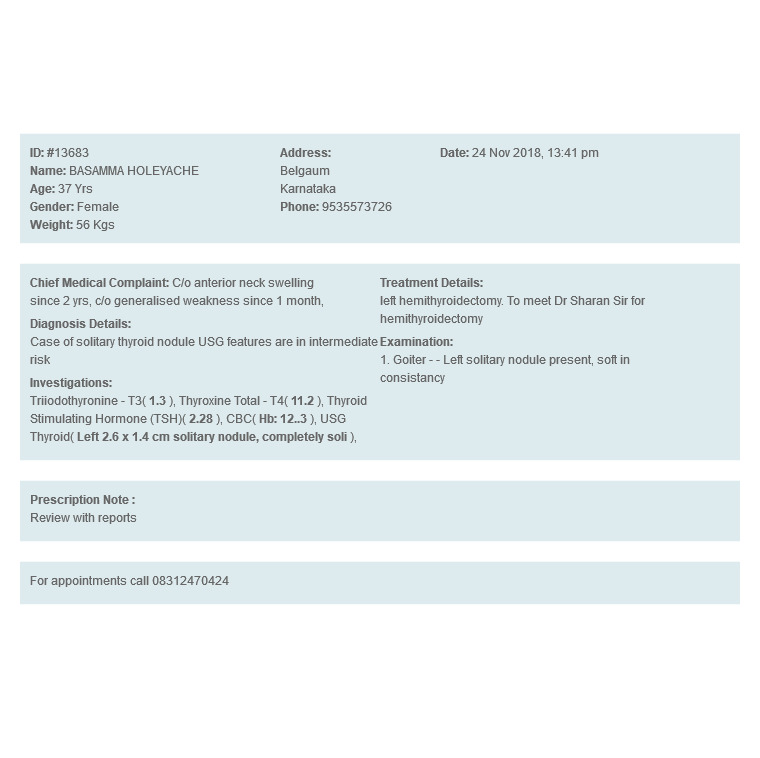 ID: #13683
Name: BASAMMA HOLEYACHE
Age: 37 Yrs
Gender: Female
Weight: 56 Kgs
Address:
Belgaum
Karnataka
Phone: 9535573726
Date: 24 Nov 2018, 13:41 pm
Chief Medical Complaint: C/o anterior neck swelling
since 2 yrs, c/o generalised weakness since 1 month,
Diagnosis Details:
Case of solitary thyroid nodule USG features are in intermediate
risk
Investigations:
Triiodothyronine - T3( 1.3 ), Thyroxine Total - T4( 11.2 ), Thyroid
Stimulating Hormone (TSH)( 2.28 ), CBC( Hb: 12..3 ), USG
Thyroid( Left 2.6 x 1.4 cm solitary nodule, completely soli ),
Treatment Details:
left hemithyroidectomy. To meet Dr Sharan Sir for
hemithyroidectomy
Examination:
1. Goiter - - Left solitary nodule present, soft in
consistancy
Prescription Note :
Review with reports
For appointments call 08312470424